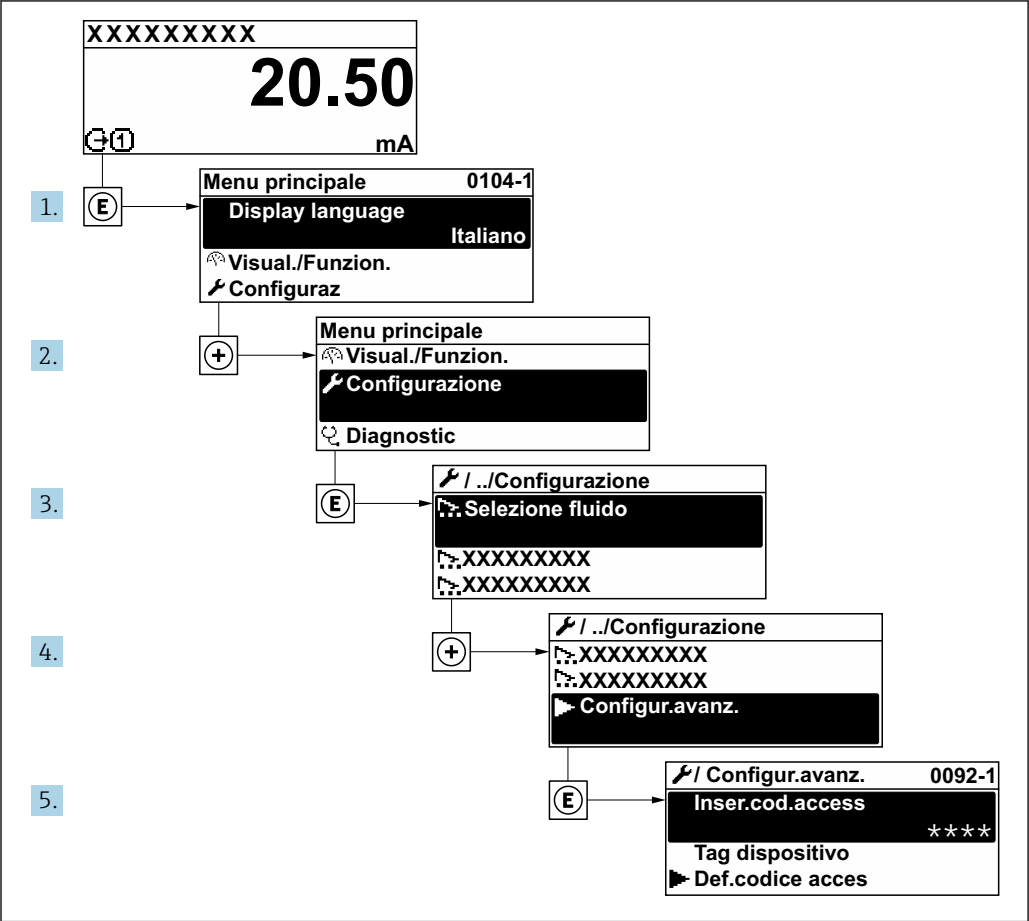 XXXXXXXXX
20.50
1 mA
1.
E
Menu principale 0104-1
Display language
Italiano
Visual./Funzion.
Configuraz
2.
+
Menu principale
Visual./Funzion.
Configurazione
Diagnostic
3.
E
/ ../Configurazione
Selezione fluido
XXXXXXXXX
XXXXXXXXX
4.
+
/ ../Configurazione
XXXXXXXXX
XXXXXXXXX
Configur.avanz.
5.
E
/ Configur.avanz. 0092-1
Inser.cod.access
****
Tag dispositivo
Def.codice acces